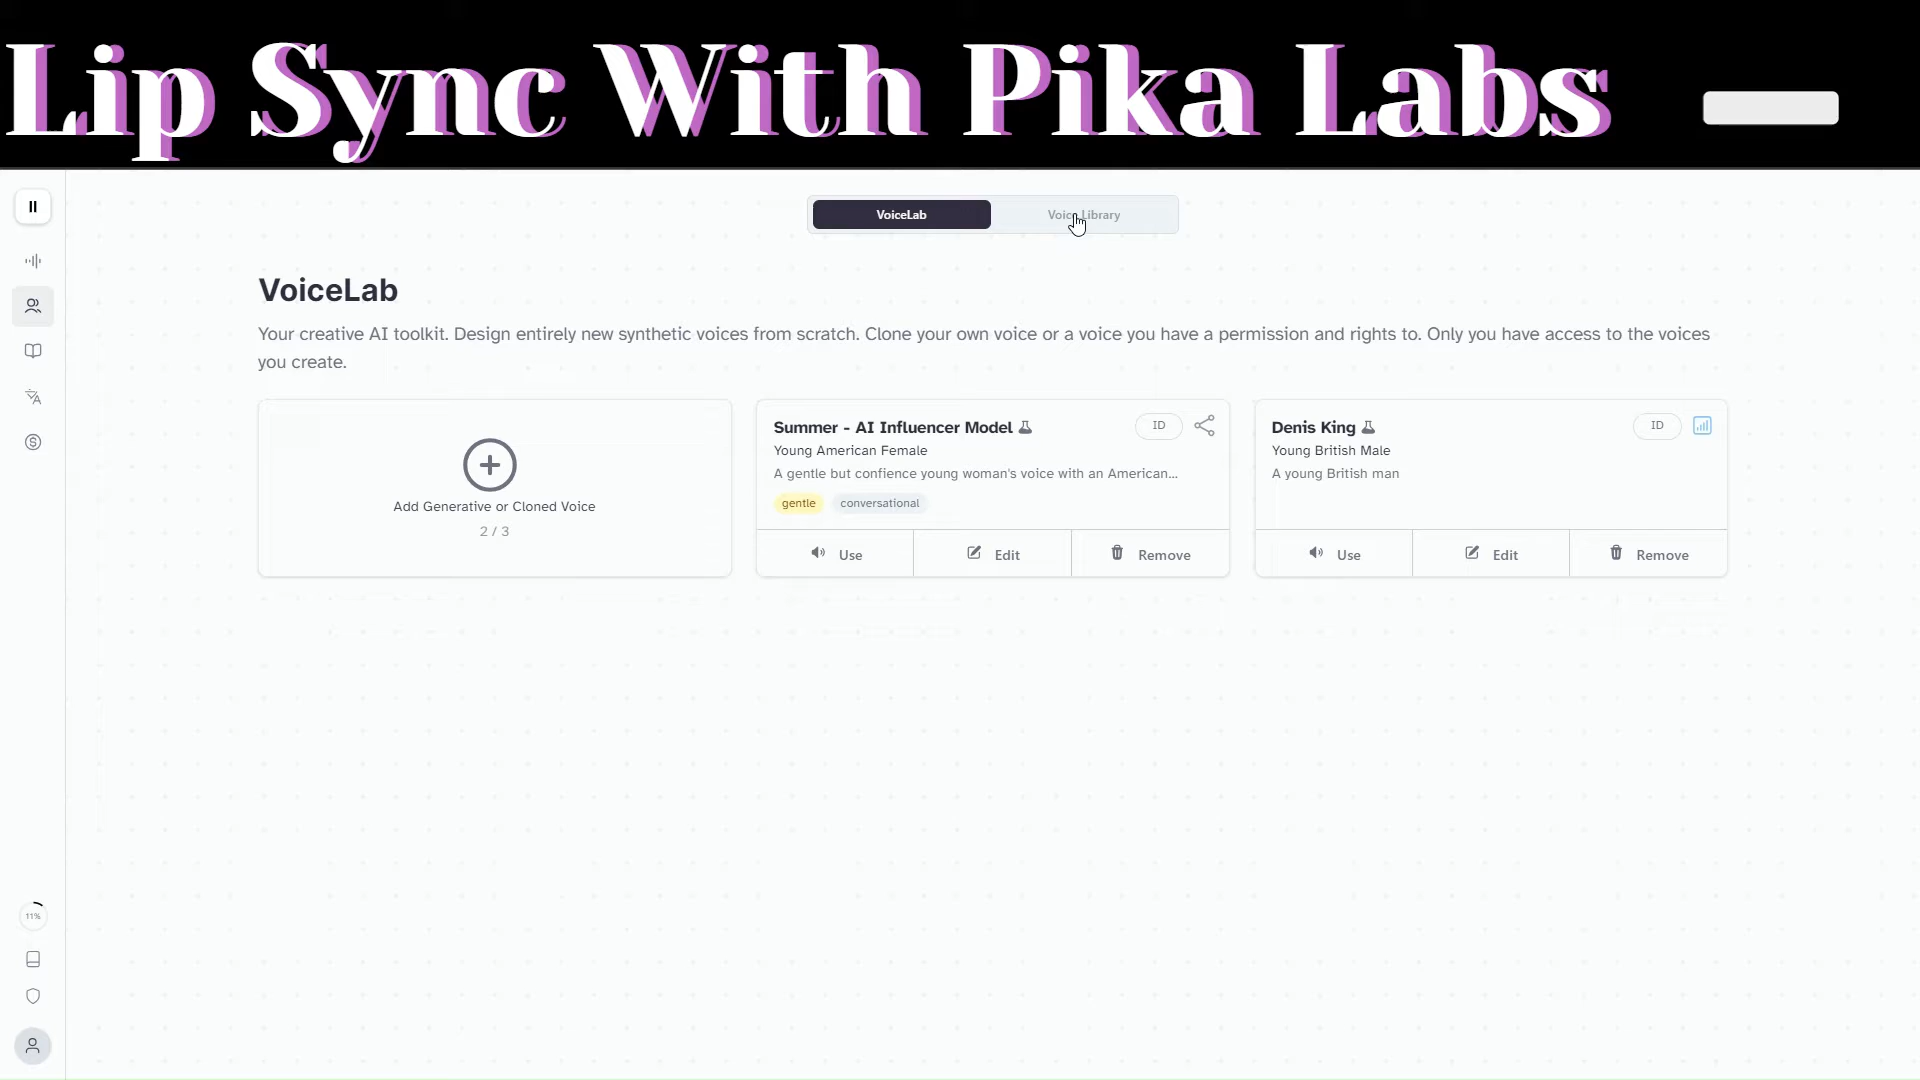 Lip Sync With Pika Labs
VoiceLab
Voice Library
VoiceLab
Your creative AI toolkit. Design entirely new synthetic voices from scratch. Clone your own voice or a voice you have a permission and rights to. Only you have access to the voices
you create.
Add Generative or Cloned Voice
2 / 3
Summer - AI Influencer Model
ID
Young American Female
A gentle but confience young woman's voice with an American...
gentle
conversational
Use
Edit
Remove
Denis King
ID
Young British Male
A young British man
Use
Edit
Remove
11%